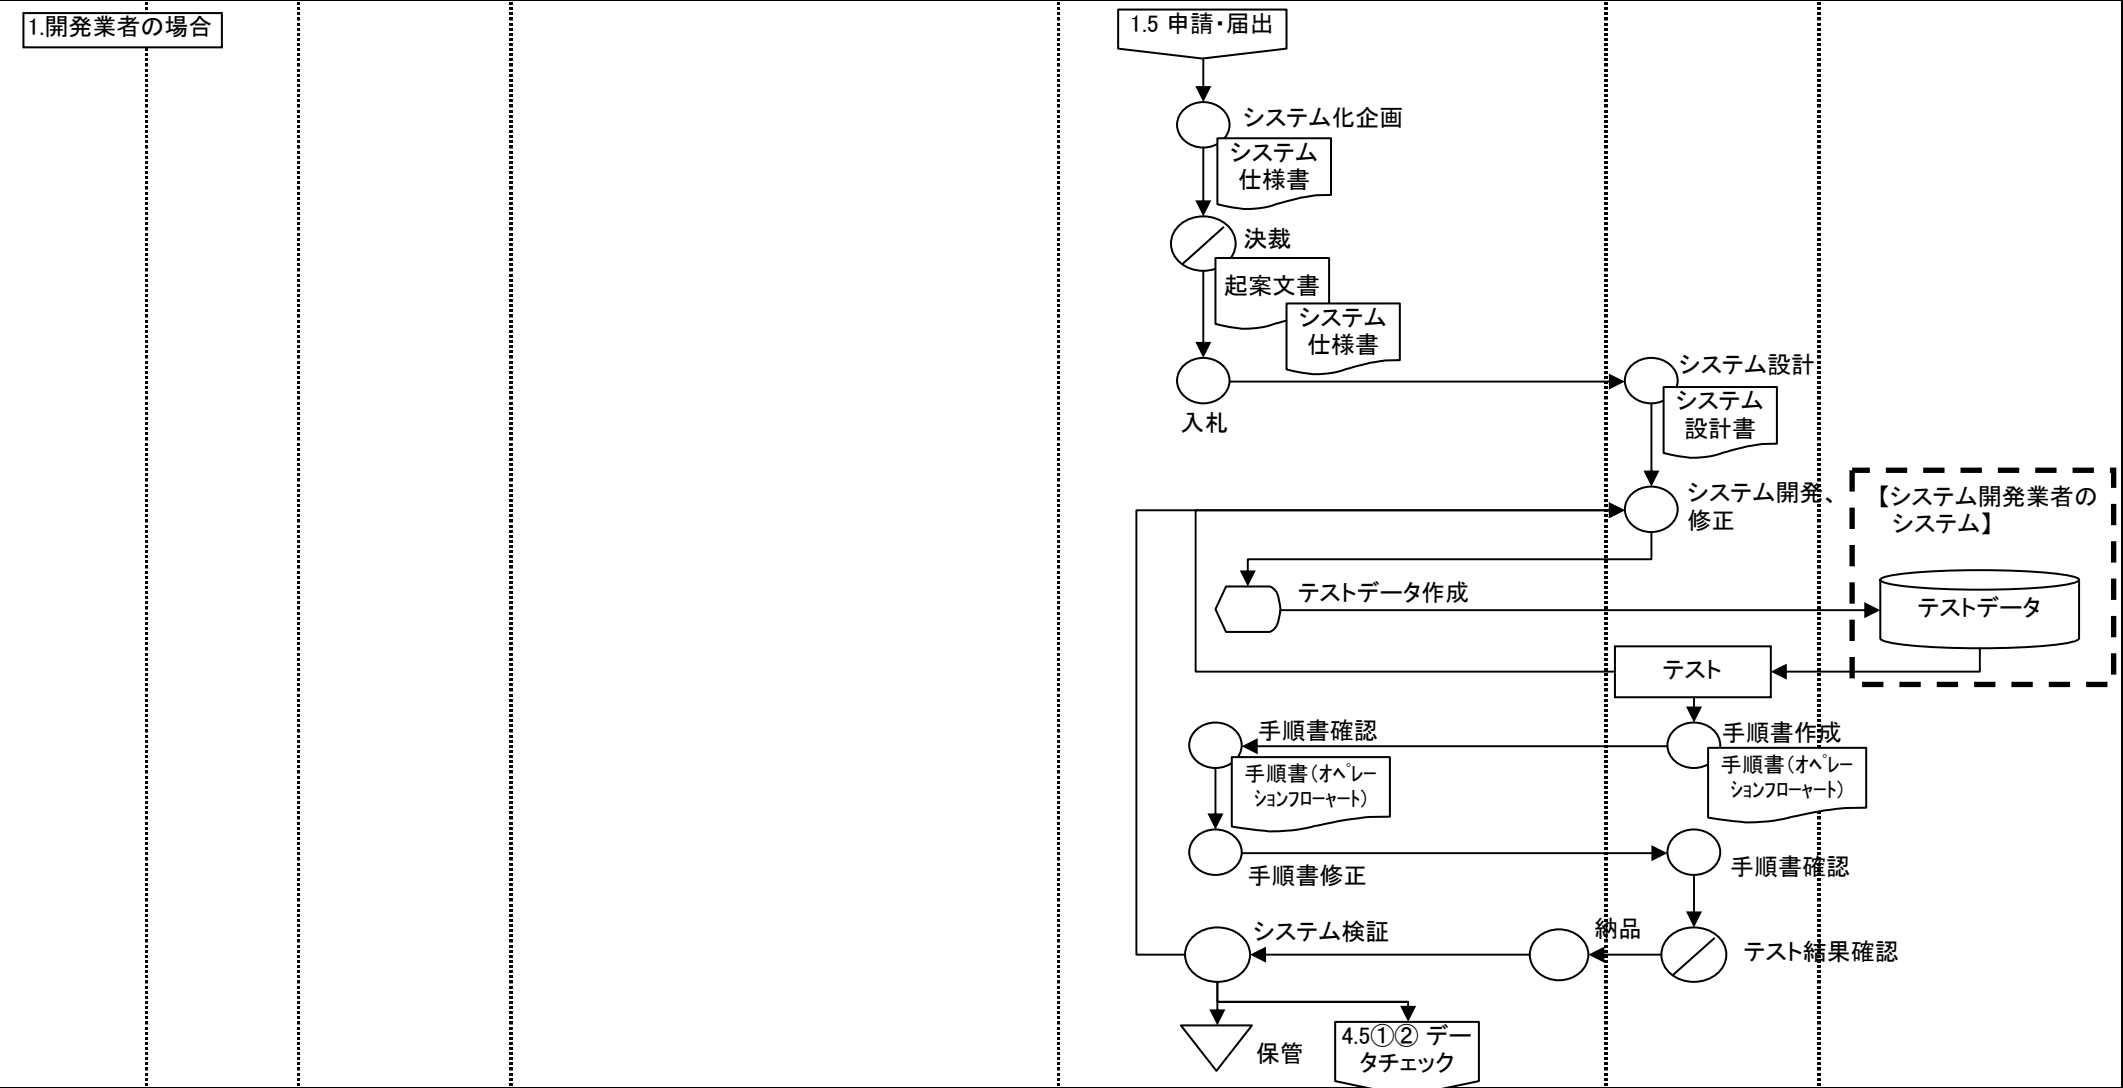 1.開発業者の場合
1.5 申請・届出
システム化企画
システム
仕様書
決裁
起案文書
システム
仕様書
入札
システム設計
システム
設計書
システム開発、
修正
【システム開発業者の
システム】
テストデータ作成
テストデータ
テスト
手順書確認
手順書(オペレー
ションフローャート)
手順書作成
手順書(オペレー
ションフローャート)
手順書修正
手順書確認
システム検証
納品
テスト結果確認
保管
4.5①② デー
タチェック